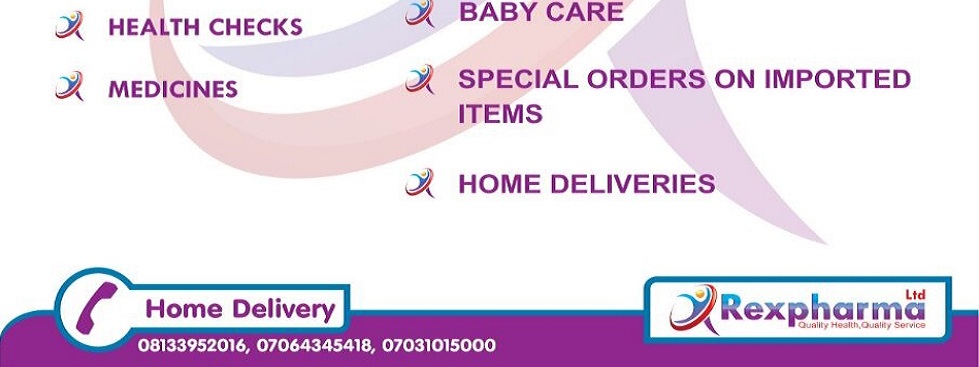 HEALTH CHECKS
MEDICINES
BABY CARE
SPECIAL ORDERS ON IMPORTED
ITEMS
HOME DELIVERIES
Home Delivery
08133952016, 07064345418, 07031015000
Rexpharma Ltd
Quality Health,Quality Service